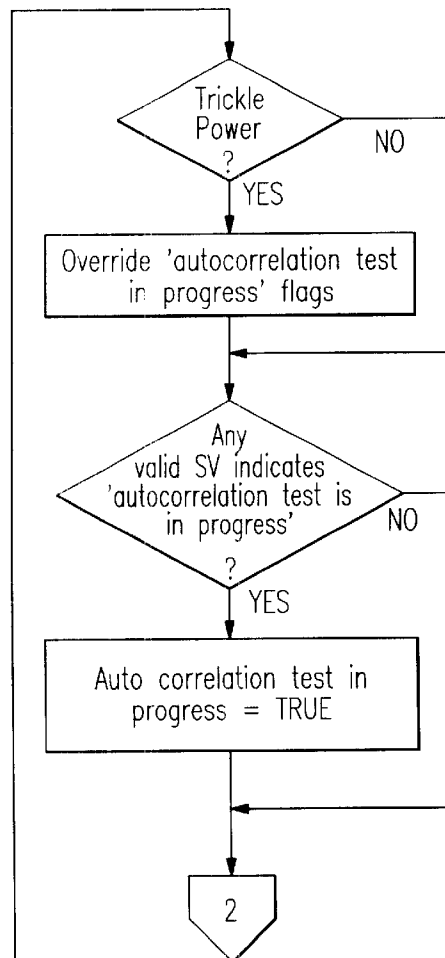 Trickle
Power
?
NO
YES
Override 'autocorrelation test
in progress' flags
Any
valid SV indicates
'autocorrelation test is
in progress'
?
NO
YES
Auto correlation test in
progress = TRUE
2